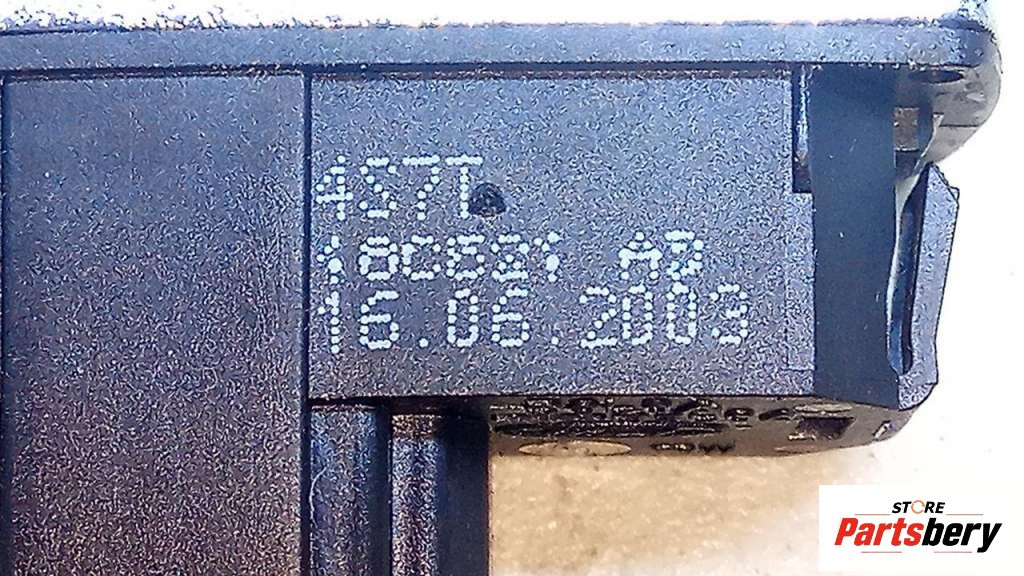 4S7T
18C621 AB
16.06.2003
STORE
Partsbery